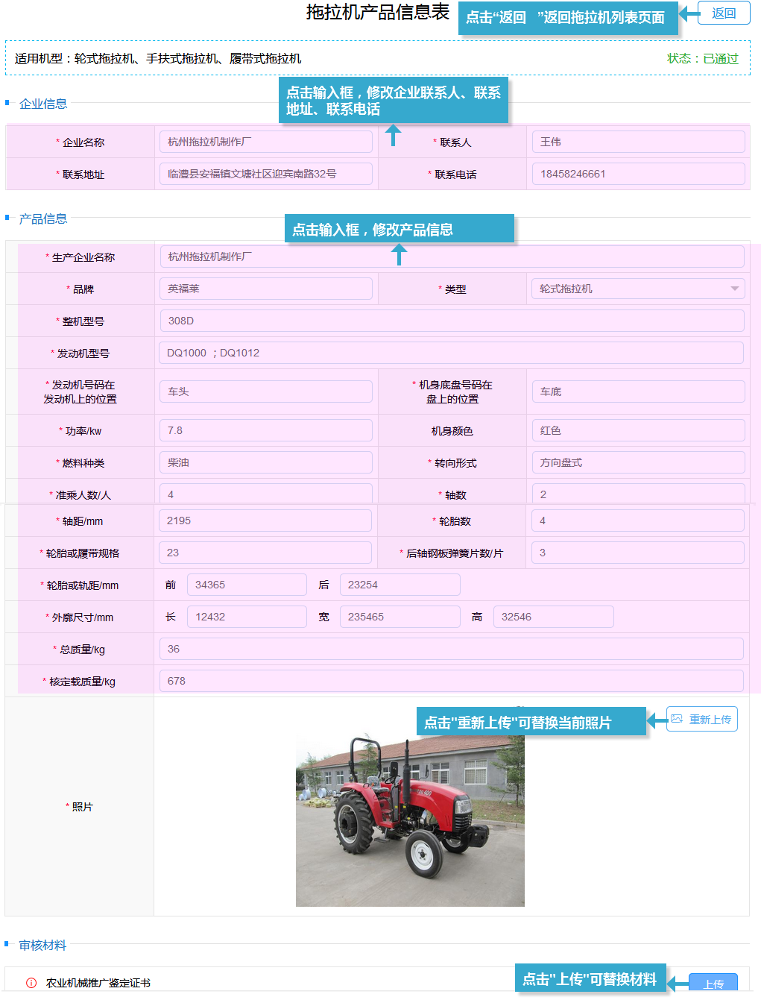 拖拉机产品信息表
点击“返回 ”返回拖拉机列表页面
返回
适用机型：轮式拖拉机、手扶式拖拉机、履带式拖拉机
状态：已通过
点击输入框，修改企业联系人、联系
地址、联系电话
企业信息
* 企业名称 杭州拖拉机制作厂 * 联系人 王伟
* 联系地址 临澧县安福镇文塘社区迎宾南路32号 * 联系电话 18458246661
产品信息
点击输入框，修改产品信息
* 生产企业名称 杭州拖拉机制作厂
* 品牌 英福莱 * 类型 轮式拖拉机
* 整机型号 308D
* 发动机型号 DQ1000 ；DQ1012
* 发动机号码在
发动机上的位置
车头
* 机身底盘号码在
盘上的位置
车底
* 功率/kw 7.8 机身颜色 红色
* 燃料种类 柴油 * 转向形式 方向盘式
* 准乘人数/人 4 * 轴数 2
* 轴距/mm 2195 * 轮胎数 4
* 轮胎或履带规格 23 * 后轴钢板弹簧片数/片 3
* 轮胎或轨距/mm 前 34365 后 23254
* 外廓尺寸/mm 长 12432 宽 235465 高 32546
* 总质量/kg 36
* 核定载质量/kg 678
点击"重新上传"可替换当前照片
重新上传
* 照片
审核材料
农业机械推广鉴定证书
点击"上传"可替换材料
上传